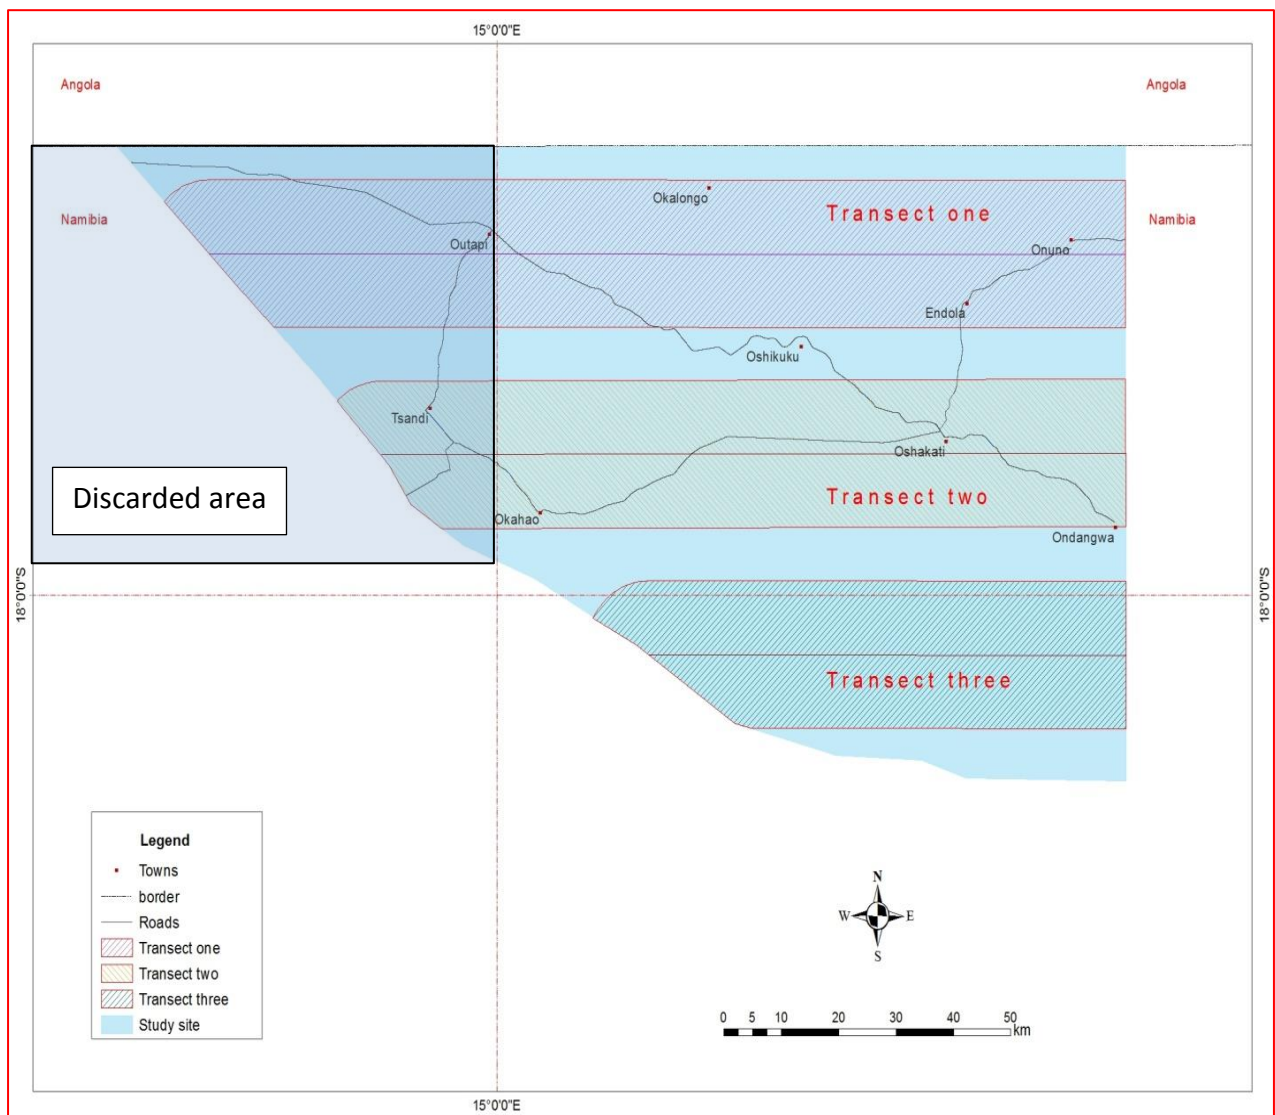 15°0'0"E
Angola
Angola
Namibia
Namibia
Okalongo
Transect one
Outapi
Onuno
Endola
Oshikuku
Tsandi
Oshakati
Discarded area
Transect two
Okahao
Ondangwa
18°0'0"S
18°0'0"S
Transect three
Legend
Towns
border
Roads
Transect one
Transect two
Transect three
Study site
N
W
E
S
0 5 10 20 30 40 50
km
15°0'0"E